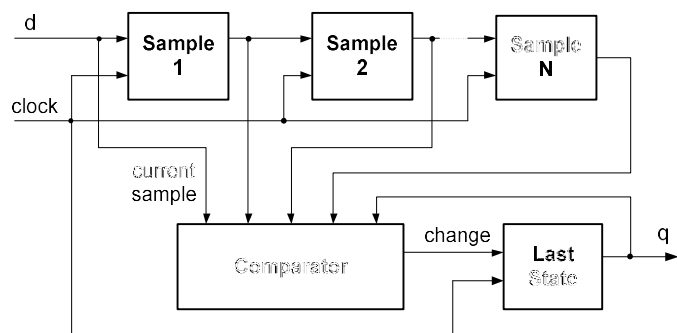 d
Sample
1
Sample
2
Sample
N
clock
current
sample
Comparator
change
Last
State
q